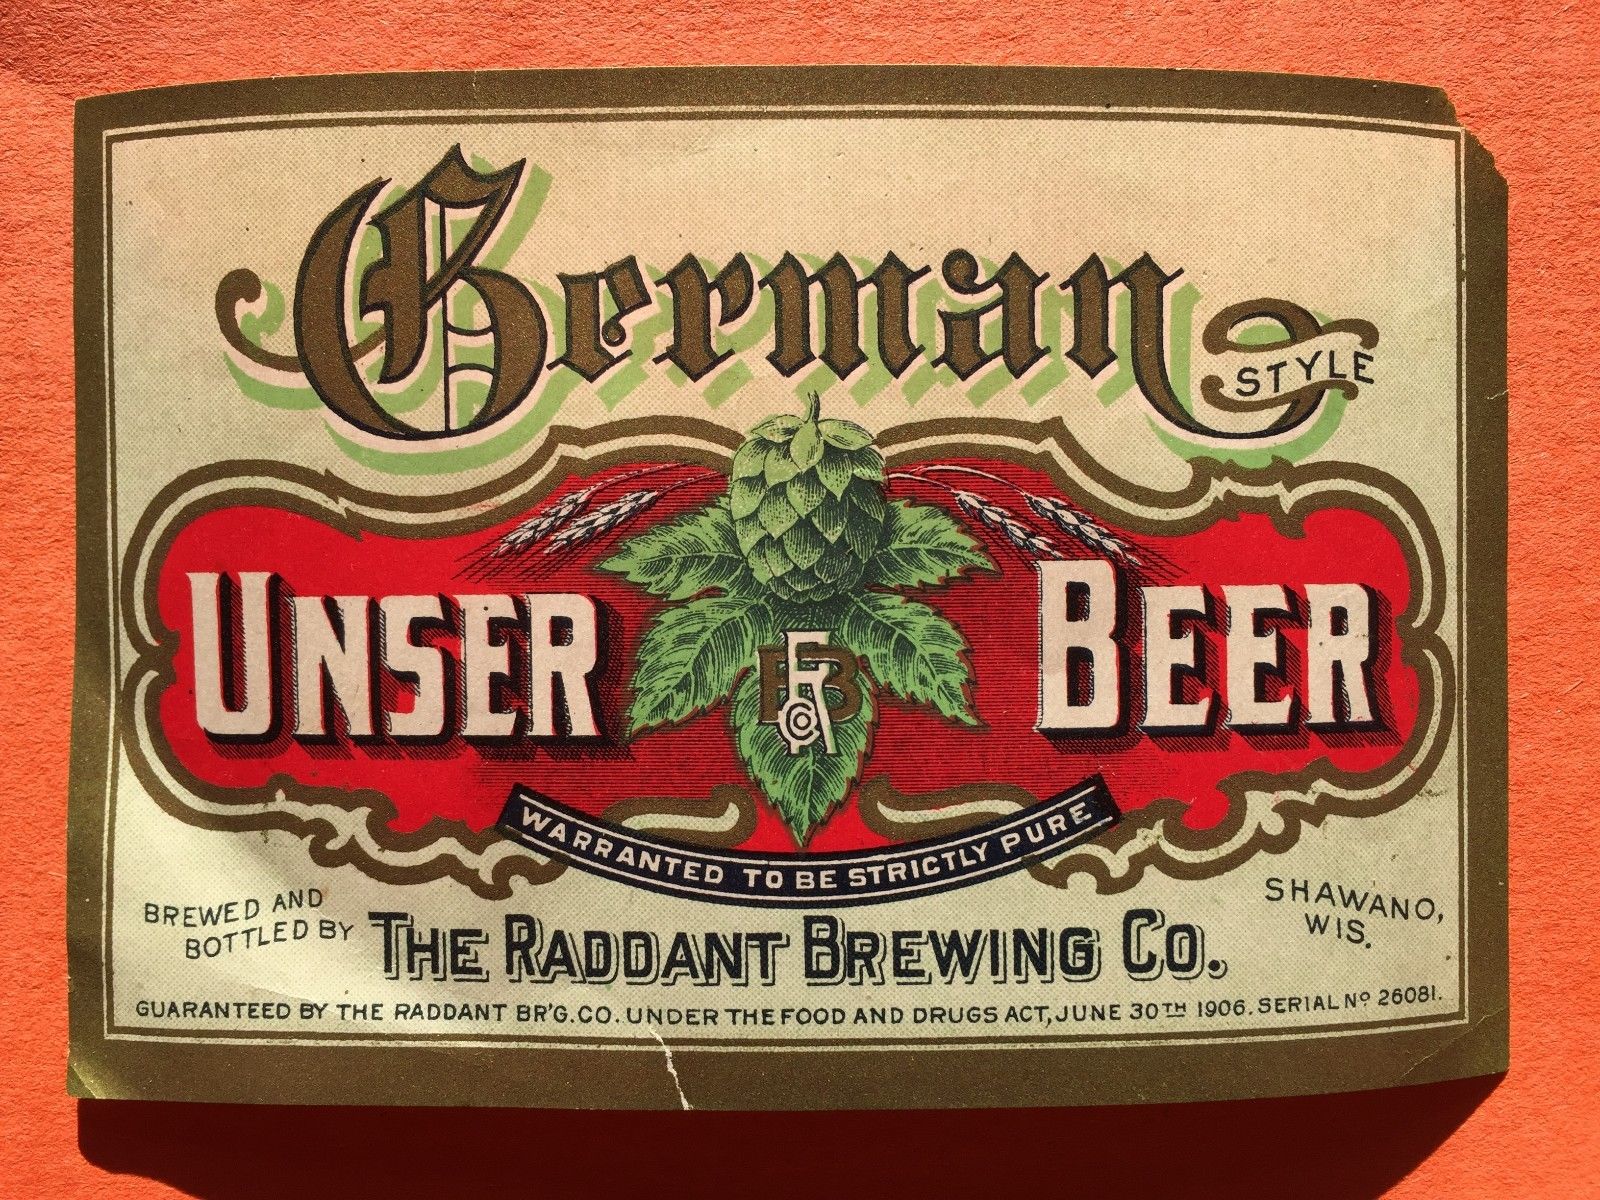 German
STYLE
UNSER BEER
WARRANTED TO BE STRICTLY PURE
BREWED AND
BOTTLED BY
THE RADDANT BREWING CO.
SHAWANO,
WIS.
GUARANTEED BY THE RADDANT BR'G. CO. UNDER THE FOOD AND DRUGS ACT, JUNE 30TH 1906. SERIAL Nº 26081.